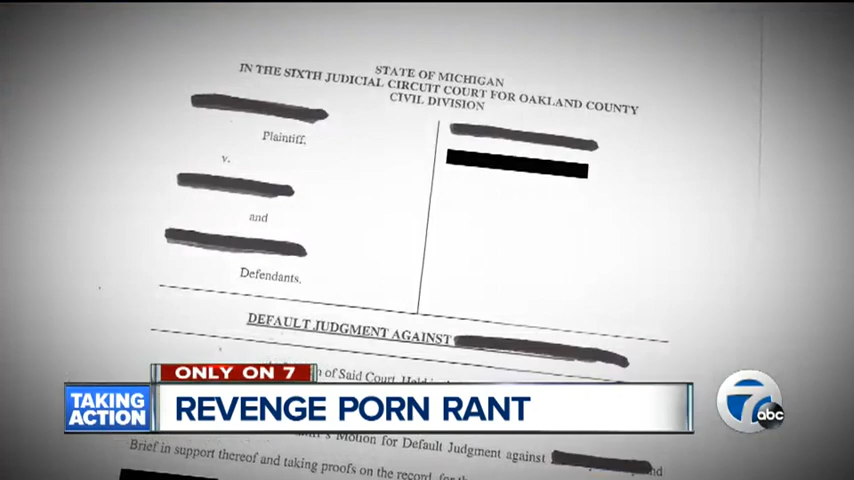 STATE OF MICHIGAN
IN THE SIXTH JUDICIAL CIRCUIT COURT FOR OAKLAND COUNTY
CIVIL DIVISION
Plaintiff,
v.
and
Defendants.
DEFAULT JUDGMENT AGAINST
of Said Court, Held
ONLY ON 7
TAKING
ACTION
REVENGE PORN RANT
7
abc
Motion for Default Judgment against
Brief in support thereof and taking proofs on the record, for